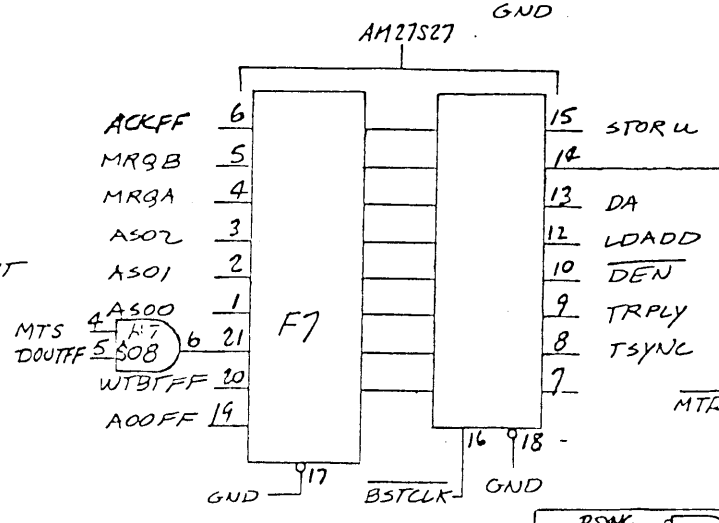 GND
AM27S27
ACKFF 6
MRQB 5
MRQA 4
AS02 3
AS01 2
AS00 1
MTS 4
DOUTFF 5
S08
6
21
WTBTFF 20
A00FF 19
F7
15 STORU
14
13 DA
12 LDADD
10 DEN
9 TRPLY
8 TSYNC
7
17
GND
BSTCLK
16
18
GND